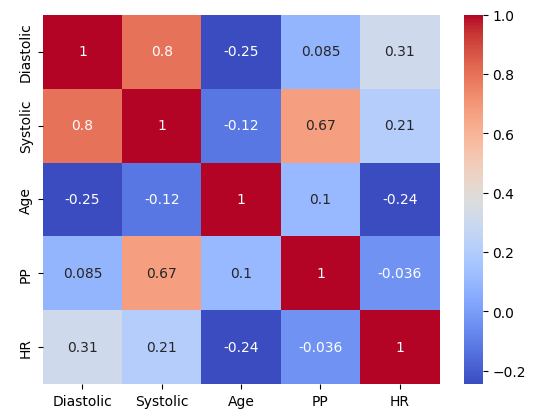 Diastolic 1 0.8 -0.25 0.085 0.31
Systolic 0.8 1 -0.12 0.67 0.21
Age -0.25 -0.12 1 0.1 -0.24
PP 0.085 0.67 0.1 1 -0.036
HR 0.31 0.21 -0.24 -0.036 1
Diastolic Systolic Age PP HR
1.0
0.8
0.6
0.4
0.2
0.0
−0.2